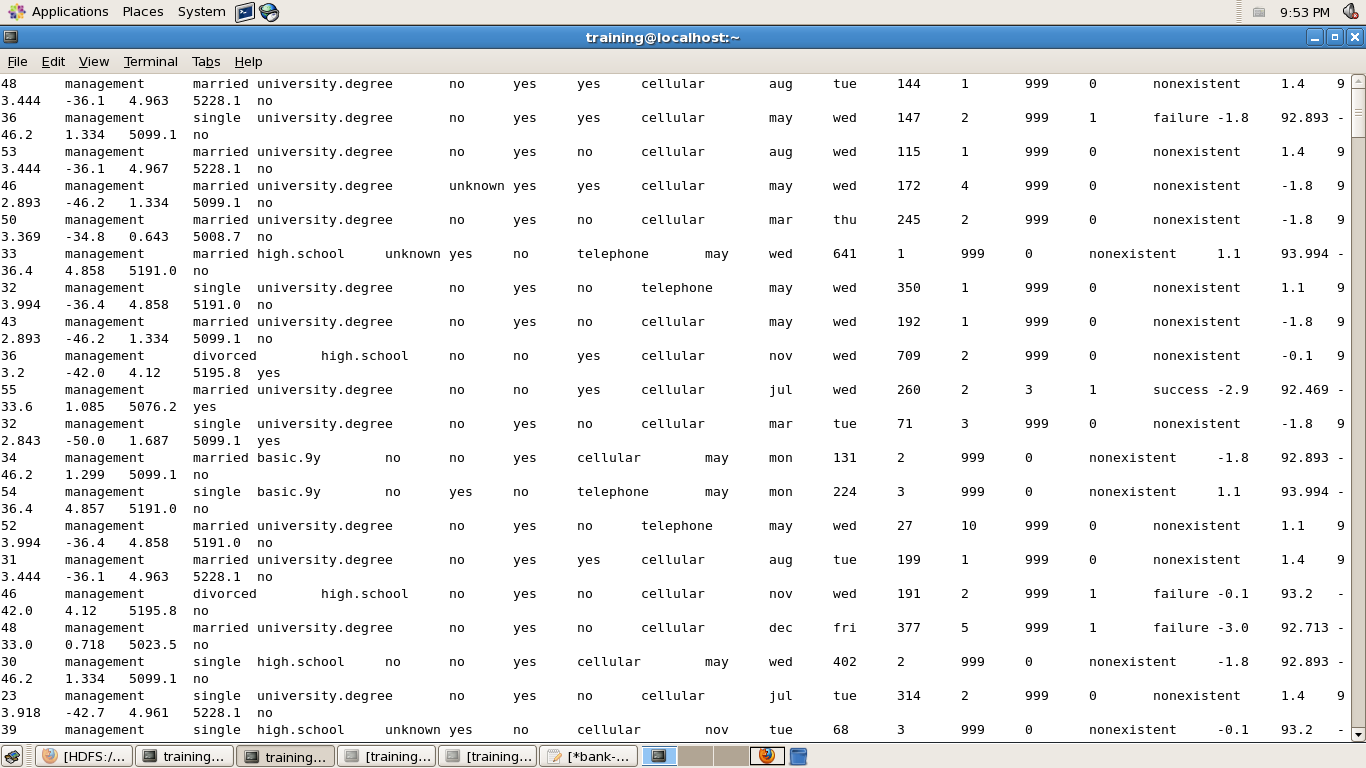 Applications Places System 9:53 PM
training@localhost:~
File Edit View Terminal Tabs Help
48 management married university.degree no yes yes cellular aug tue 144 1 999 0 nonexistent 1.4 9
3.444 -36.1 4.963 5228.1 no
36 management single university.degree no yes yes cellular may wed 147 2 999 1 failure -1.8 92.893 -
46.2 1.334 5099.1 no
53 management married university.degree no yes no cellular aug wed 115 1 999 0 nonexistent 1.4 9
3.444 -36.1 4.967 5228.1 no
46 management married university.degree unknown yes yes cellular may wed 172 4 999 0 nonexistent -1.8 9
2.893 -46.2 1.334 5099.1 no
50 management married university.degree no yes no cellular mar thu 245 2 999 0 nonexistent -1.8 9
3.369 -34.8 0.643 5008.7 no
33 management married high.school unknown yes no telephone may wed 641 1 999 0 nonexistent 1.1 93.994 -
36.4 4.858 5191.0 no
32 management single university.degree no yes no telephone may wed 350 1 999 0 nonexistent 1.1 9
3.994 -36.4 4.858 5191.0 no
43 management married university.degree no yes no cellular may wed 192 1 999 0 nonexistent -1.8 9
2.893 -46.2 1.334 5099.1 no
36 management divorced high.school no no yes cellular nov wed 709 2 999 0 nonexistent -0.1 9
3.2 -42.0 4.12 5195.8 yes
55 management married university.degree no no yes cellular jul wed 260 2 3 1 success -2.9 92.469 -
33.6 1.085 5076.2 yes
32 management single university.degree no yes no cellular mar tue 71 3 999 0 nonexistent -1.8 9
2.843 -50.0 1.687 5099.1 yes
34 management married basic.9y no no yes cellular may mon 131 2 999 0 nonexistent -1.8 92.893 -
46.2 1.299 5099.1 no
54 management single basic.9y no yes no telephone may mon 224 3 999 0 nonexistent 1.1 93.994 -
36.4 4.857 5191.0 no
52 management married university.degree no yes no telephone may wed 27 10 999 0 nonexistent 1.1 9
3.994 -36.4 4.858 5191.0 no
31 management married university.degree no yes yes cellular aug tue 199 1 999 0 nonexistent 1.4 9
3.444 -36.1 4.963 5228.1 no
46 management divorced high.school no yes no cellular nov wed 191 2 999 1 failure -0.1 93.2 -
42.0 4.12 5195.8 no
48 management married university.degree no yes no cellular dec fri 377 5 999 1 failure -3.0 92.713 -
33.0 0.718 5023.5 no
30 management single high.school no no yes cellular may wed 402 2 999 0 nonexistent -1.8 92.893 -
46.2 1.334 5099.1 no
23 management single university.degree no yes no cellular jul tue 314 2 999 0 nonexistent 1.4 9
3.918 -42.7 4.961 5228.1 no
39 management single high.school unknown yes no cellular nov tue 68 3 999 0 nonexistent -0.1 93.2 -
[HDFS:/... training... training... [training... [training... [*bank-...